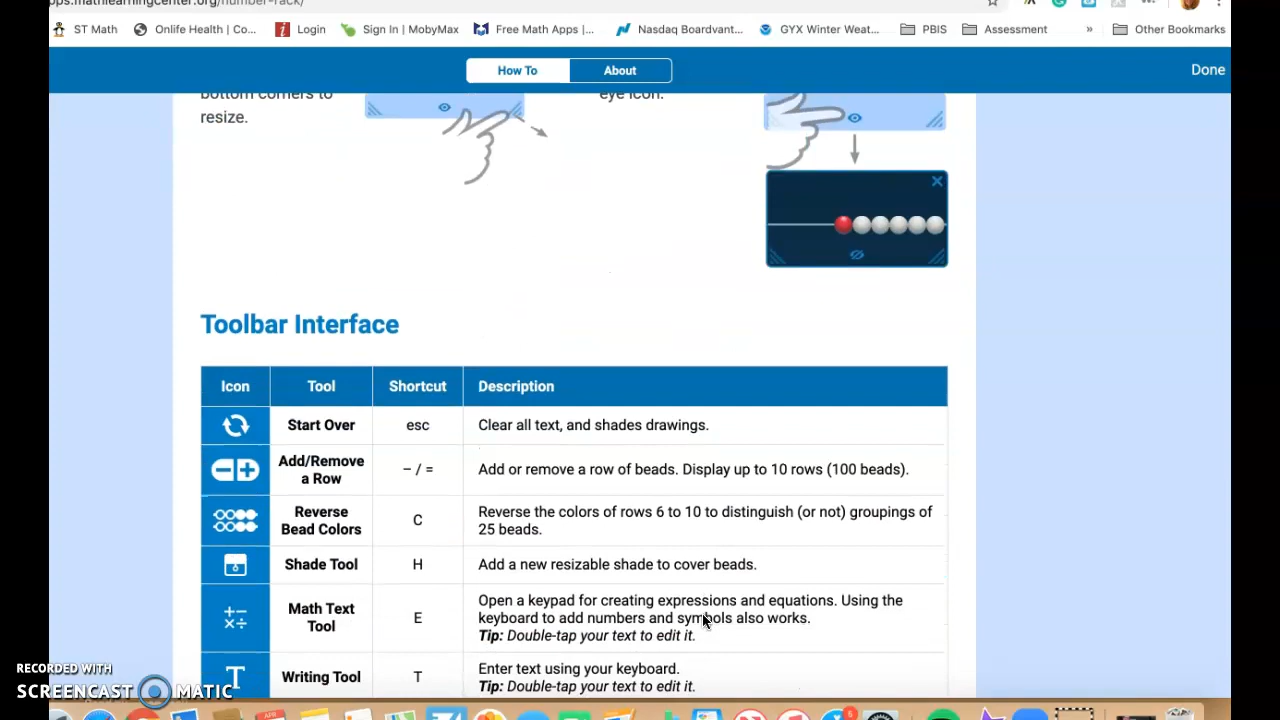 pps.mathlearningcenter.org/number-rack/
ST Math Onlife Health | Co... Login Sign In | MobyMax Free Math Apps |... Nasdaq Boardvant... GYX Winter Weat... PBIS Assessment » Other Bookmarks
How To About Done
bottom corners to
resize.
eye icon.
Toolbar Interface
Icon Tool Shortcut Description
Start Over esc Clear all text, and shades drawings.
Add/Remove
a Row
– / = Add or remove a row of beads. Display up to 10 rows (100 beads).
Reverse
Bead Colors
C
Reverse the colors of rows 6 to 10 to distinguish (or not) groupings of
25 beads.
Shade Tool H Add a new resizable shade to cover beads.
Math Text
Tool
E
Open a keypad for creating expressions and equations. Using the
keyboard to add numbers and symbols also works.
Tip: Double-tap your text to edit it.
T Writing Tool T
Enter text using your keyboard.
Tip: Double-tap your text to edit it.
RECORDED WITH
SCREENCAST MATIC